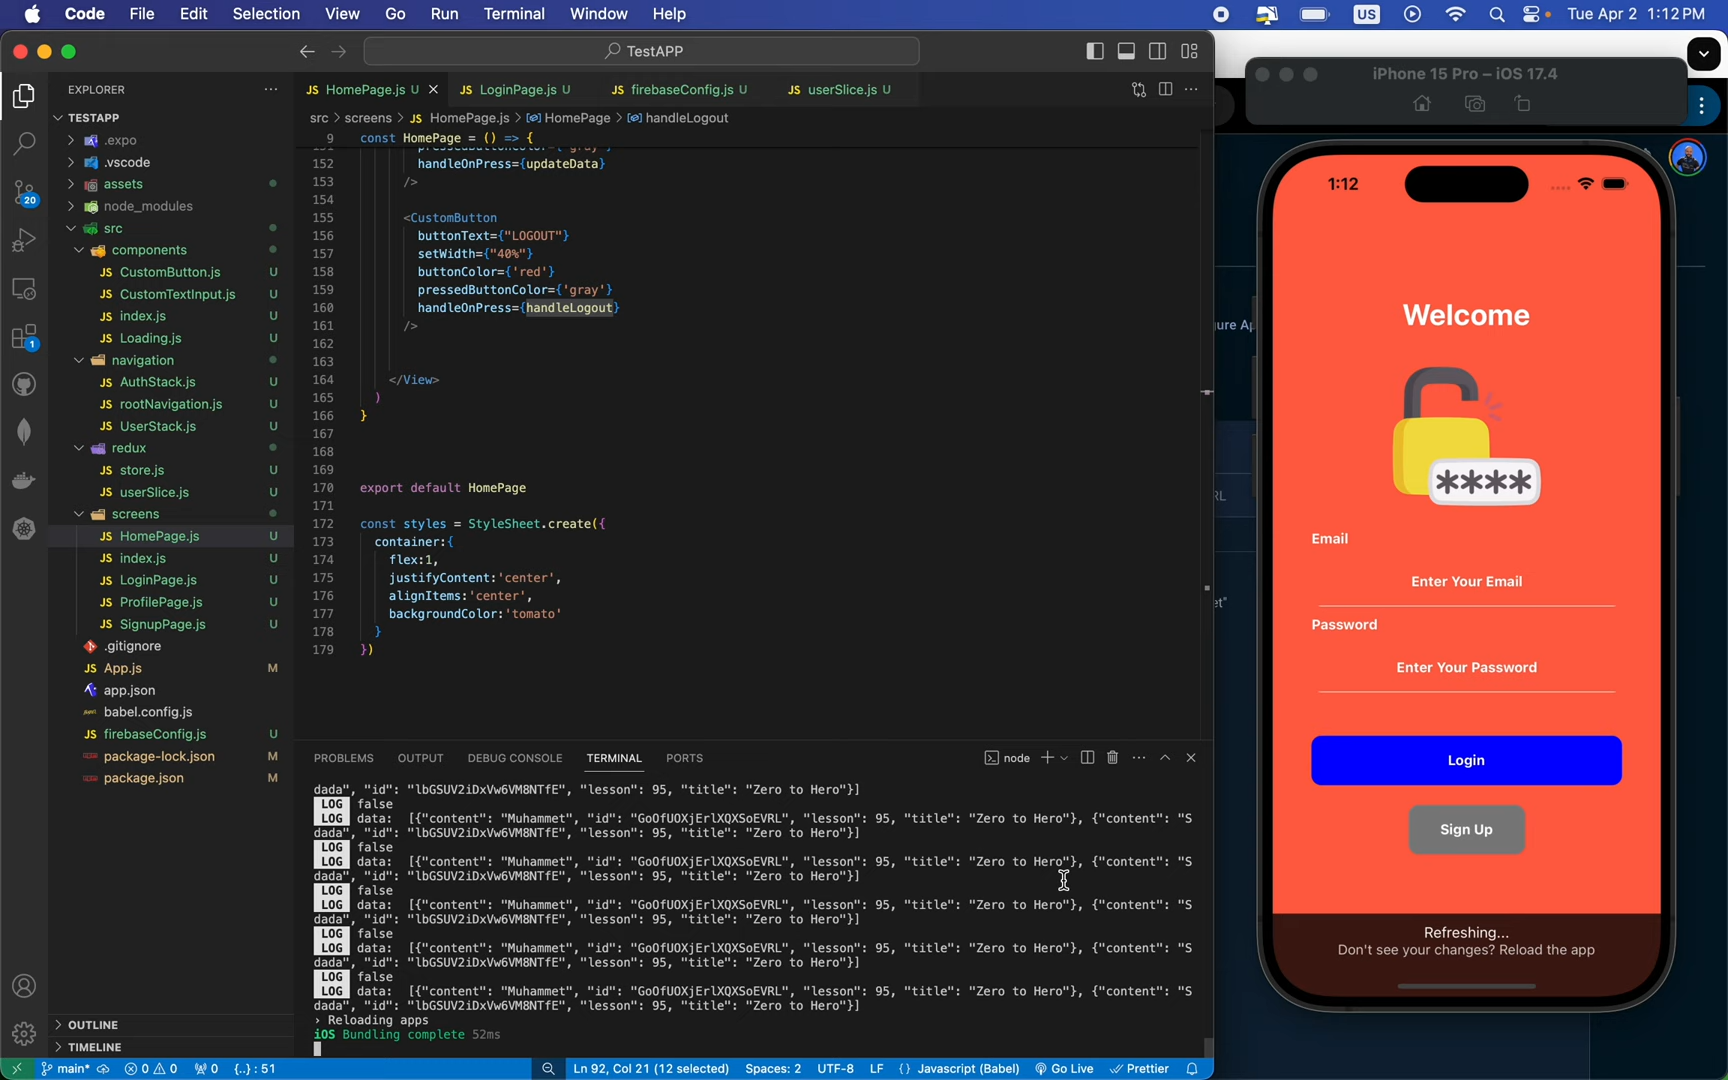 Code File Edit Selection View Go Run Terminal Window Help
US Tue Apr 2 1:12 PM
TestAPP
EXPLORER
TESTAPP
.expo
.vscode
assets
node_modules
src
components
CustomButton.js U
CustomTextInput.js U
index.js U
Loading.js U
navigation
AuthStack.js U
rootNavigation.js U
UserStack.js U
redux
store.js U
userSlice.js U
screens
HomePage.js U
index.js U
LoginPage.js U
ProfilePage.js U
SignupPage.js U
.gitignore
App.js M
app.json
babel.config.js
firebaseConfig.js U
package-lock.json M
package.json M
OUTLINE
TIMELINE
20
1
JS HomePage.js U JS LoginPage.js U JS firebaseConfig.js U JS userSlice.js U
src > screens > JS HomePage.js > HomePage > handleLogout
9 const HomePage = () => {
152 handleOnPress={updateData}
153 />
154
155 <CustomButton
156 buttonText={"LOGOUT"}
157 setWidth={"40%"}
158 buttonColor={'red'}
159 pressedButtonColor={'gray'}
160 handleOnPress={handleLogout}
161 />
162
163
164 </View>
165 )
166 }
167
168
169
170 export default HomePage
171
172 const styles = StyleSheet.create({
173 container:{
174 flex:1,
175 justifyContent:'center',
176 alignItems:'center',
177 backgroundColor:'tomato'
178 }
179 })
PROBLEMS OUTPUT DEBUG CONSOLE TERMINAL PORTS
node
dada", "id": "lbGSUV2iDxVw6VM8NTfE", "lesson": 95, "title": "Zero to Hero"}]
LOG false
LOG data: [{"content": "Muhammet", "id": "GoOfUOXjErlXQXSoEVRL", "lesson": 95, "title": "Zero to Hero"}, {"content": "S
dada", "id": "lbGSUV2iDxVw6VM8NTfE", "lesson": 95, "title": "Zero to Hero"}]
LOG false
LOG data: [{"content": "Muhammet", "id": "GoOfUOXjErlXQXSoEVRL", "lesson": 95, "title": "Zero to Hero"}, {"content": "S
dada", "id": "lbGSUV2iDxVw6VM8NTfE", "lesson": 95, "title": "Zero to Hero"}]
LOG false
LOG data: [{"content": "Muhammet", "id": "GoOfUOXjErlXQXSoEVRL", "lesson": 95, "title": "Zero to Hero"}, {"content": "S
dada", "id": "lbGSUV2iDxVw6VM8NTfE", "lesson": 95, "title": "Zero to Hero"}]
LOG false
LOG data: [{"content": "Muhammet", "id": "GoOfUOXjErlXQXSoEVRL", "lesson": 95, "title": "Zero to Hero"}, {"content": "S
dada", "id": "lbGSUV2iDxVw6VM8NTfE", "lesson": 95, "title": "Zero to Hero"}]
LOG false
LOG data: [{"content": "Muhammet", "id": "GoOfUOXjErlXQXSoEVRL", "lesson": 95, "title": "Zero to Hero"}, {"content": "S
dada", "id": "lbGSUV2iDxVw6VM8NTfE", "lesson": 95, "title": "Zero to Hero"}]
› Reloading apps
iOS Bundling complete 52ms
main* 0 0 0 {..} : 51 Ln 92, Col 21 (12 selected) Spaces: 2 UTF-8 LF {} Javascript (Babel) Go Live Prettier
iPhone 15 Pro – iOS 17.4
1:12
Welcome
****
Email
Enter Your Email
Password
Enter Your Password
Login
Sign Up
Refreshing...
Don't see your changes? Reload the app
gure Ap
RL
et"